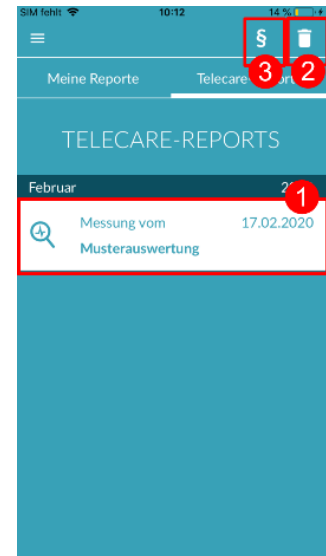 SIM fehlt 10:12 14 %
§
3 2
Meine Reporte Telecare-
TELECARE-REPORTS
Februar
1
Messung vom 17.02.2020
Musterauswertung